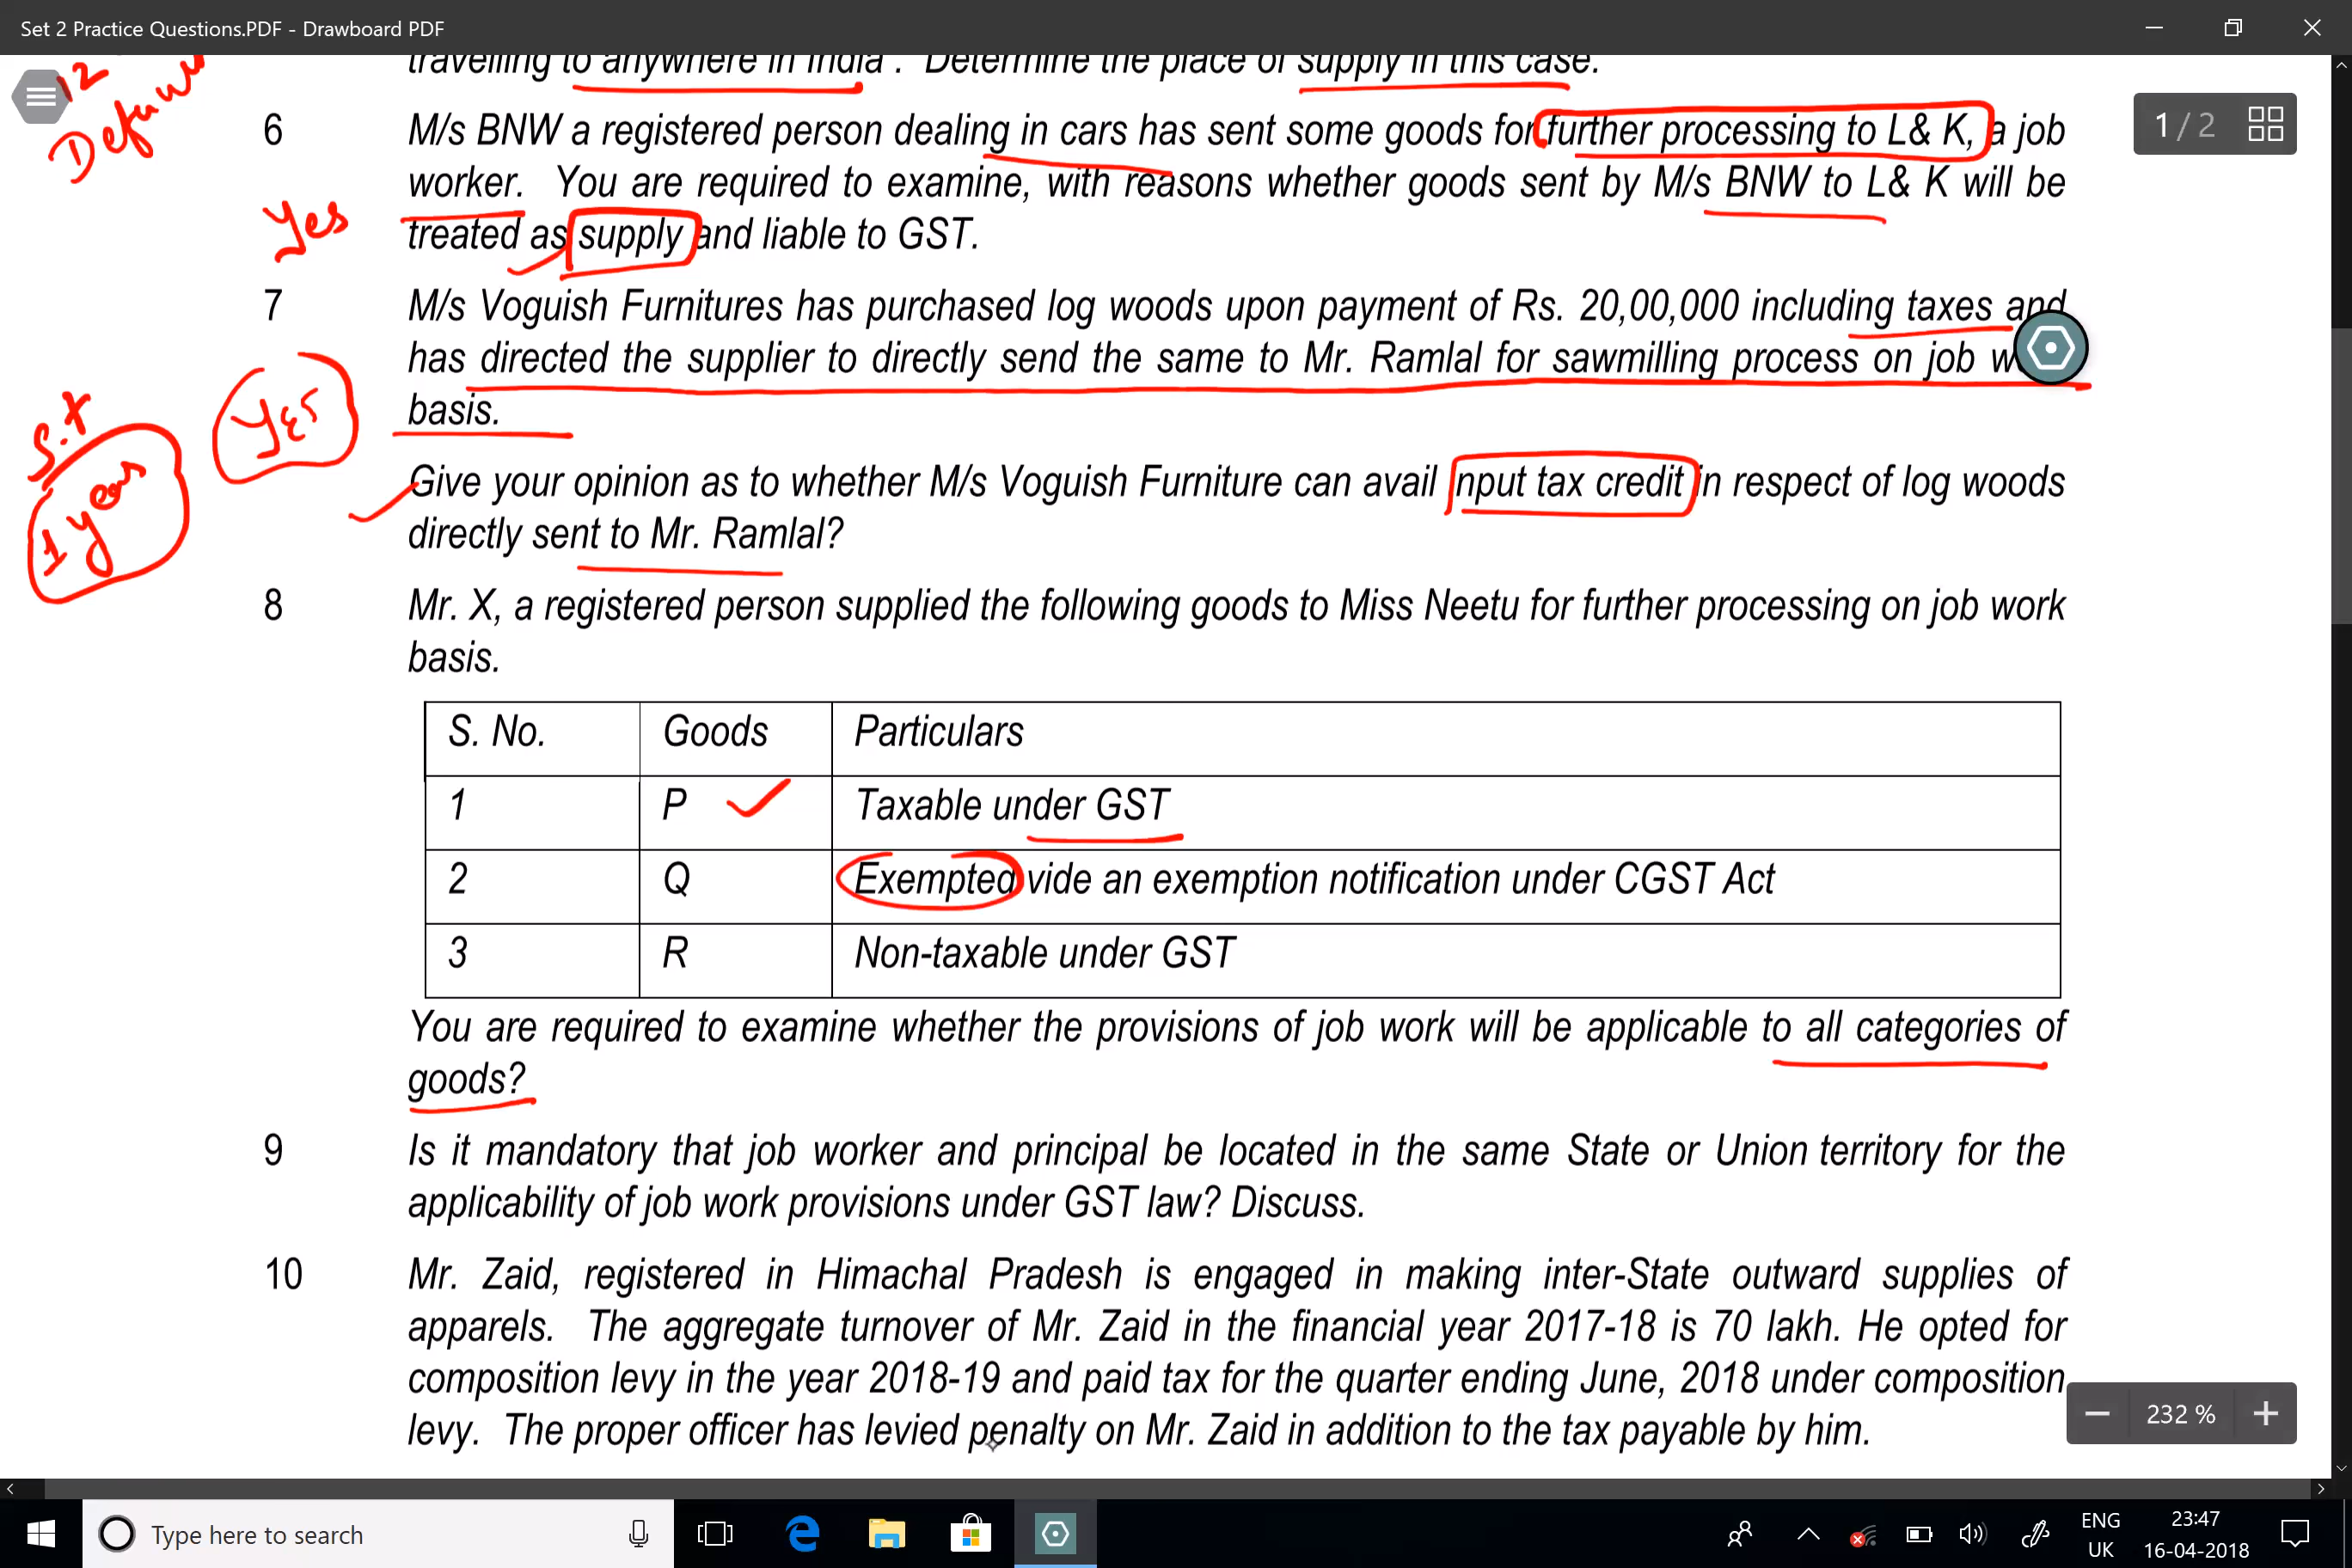 Set 2 Practice Questions.PDF - Drawboard PDF
travelling to anywhere in India . Determine the place of supply in this case.
12
6 M/s BNW a registered person dealing in cars has sent some goods for further processing to L& K, a job
1 / 2
worker. You are required to examine, with reasons whether goods sent by M/s BNW to L& K will be
Yes
treated as supply and liable to GST.
7 M/s Voguish Furnitures has purchased log woods upon payment of Rs. 20,00,000 including taxes and
has directed the supplier to directly send the same to Mr. Ramlal for sawmilling process on job
basis.
Yes
1 year
Give your opinion as to whether M/s Voguish Furniture can avail nput tax credit in respect of log woods
directly sent to Mr. Ramlal?
8 Mr. X, a registered person supplied the following goods to Miss Neetu for further processing on job work
basis.
S. No. Goods Particulars
1 P Taxable under GST
2 Q Exempted vide an exemption notification under CGST Act
3 R Non-taxable under GST
You are required to examine whether the provisions of job work will be applicable to all categories of
goods?
9 Is it mandatory that job worker and principal be located in the same State or Union territory for the
applicability of job work provisions under GST law? Discuss.
10 Mr. Zaid, registered in Himachal Pradesh is engaged in making inter-State outward supplies of
apparels. The aggregate turnover of Mr. Zaid in the financial year 2017-18 is 70 lakh. He opted for
composition levy in the year 2018-19 and paid tax for the quarter ending June, 2018 under composition
levy. The proper officer has levied penalty on Mr. Zaid in addition to the tax payable by him.
232 %
Type here to search
ENG
UK
23:47
16-04-2018